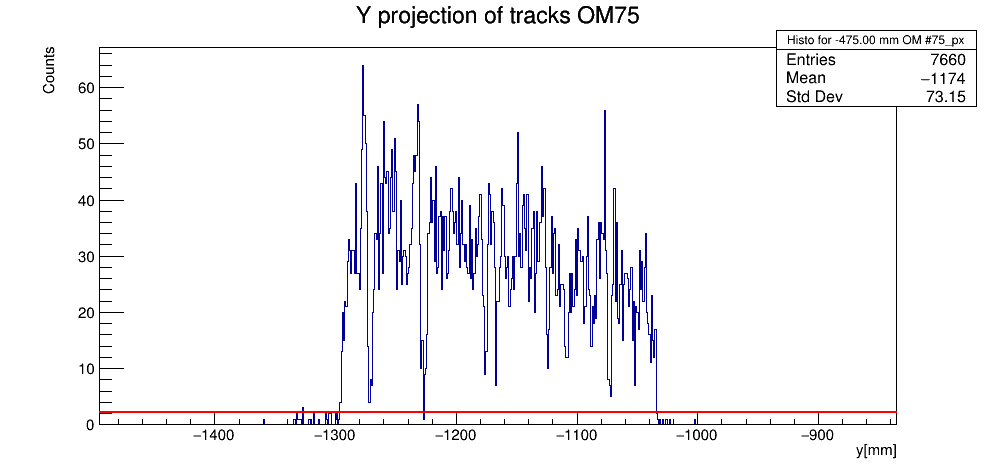 Y projection of tracks OM75
Histo for -475.00 mm OM #75_px
Entries 7660
Mean −1174
Std Dev 73.15
Counts
60
50
40
30
20
10
0
−1400 −1300 −1200 −1100 −1000 −900
y[mm]